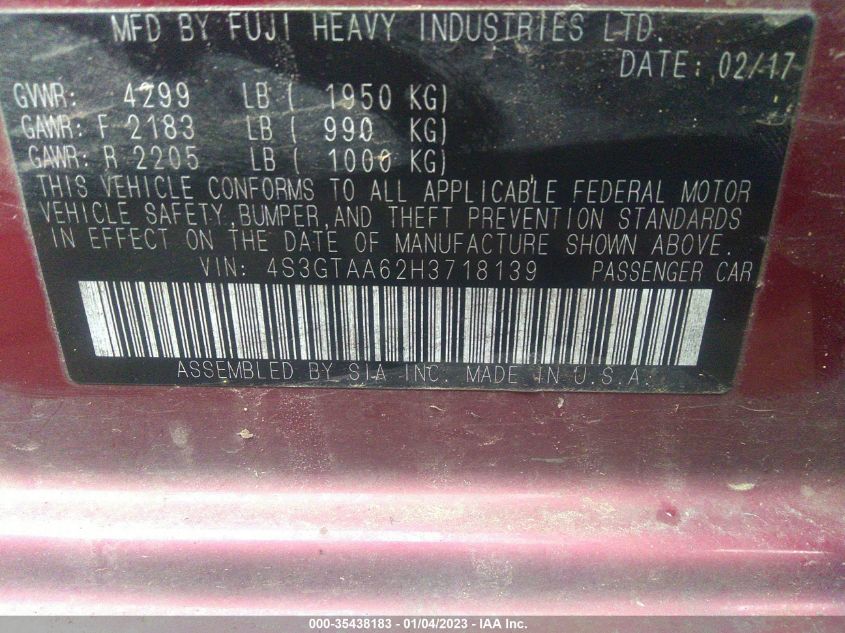 MFD BY FUJI HEAVY INDUSTRIES LTD.
DATE: 02/17
GVWR: 4299 LB ( 1950 KG)
GAWR: F 2183 LB ( 990 KG)
GAWR: R 2205 LB ( 1000 KG)
THIS VEHICLE CONFORMS TO ALL APPLICABLE FEDERAL MOTOR
VEHICLE SAFETY, BUMPER, AND THEFT PREVENTION STANDARDS
IN EFFECT ON THE DATE OF MANUFACTURE SHOWN ABOVE.
VIN: 4S3GTAA62H3718139 PASSENGER CAR
ASSEMBLED BY SIA INC. MADE IN U.S.A.
000-35438183 - 01/04/2023 - IAA Inc.